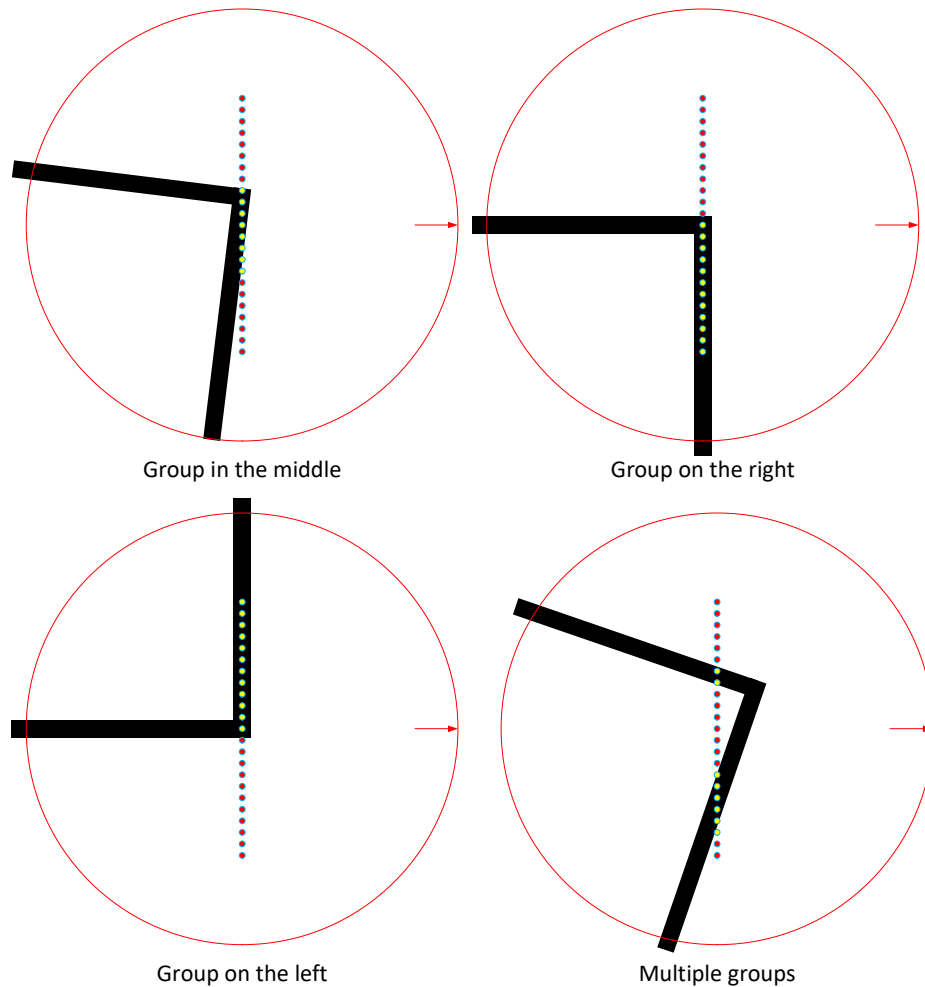 Group in the middle
Group on the right
Group on the left
Multiple groups